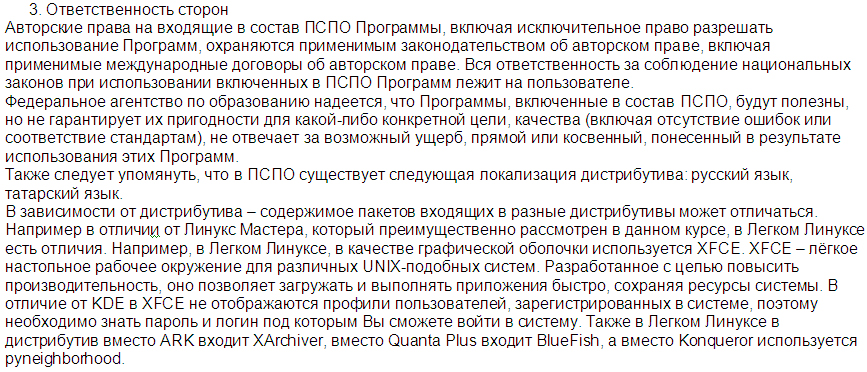 3. Ответственность сторон
Авторские права на входящие в состав ПСПО Программы, включая исключительное право разрешать
использование Программ, охраняются применимым законодательством об авторском праве, включая
применимые международные договоры об авторском праве. Вся ответственность за соблюдение национальных
законов при использовании включенных в ПСПО Программ лежит на пользователе.
Федеральное агентство по образованию надеется, что Программы, включенные в состав ПСПО, будут полезны,
но не гарантирует их пригодности для какой-либо конкретной цели, качества (включая отсутствие ошибок или
соответствие стандартам), не отвечает за возможный ущерб, прямой или косвенный, понесенный в результате
использования этих Программ.
Также следует упомянуть, что в ПСПО существует следующая локализация дистрибутива: русский язык,
татарский язык.
В зависимости от дистрибутива – содержимое пакетов входящих в разные дистрибутивы может отличаться.
Например в отличии от Линукс Мастера, который преимущественно рассмотрен в данном курсе, в Легком Линуксе
есть отличия. Например, в Легком Линуксе, в качестве графической оболочки используется XFCE. XFCE – лёгкое
настольное рабочее окружение для различных UNIX-подобных систем. Разработанное с целью повысить
производительность, оно позволяет загружать и выполнять приложения быстро, сохраняя ресурсы системы. В
отличие от KDE в XFCE не отображаются профили пользователей, зарегистрированных в системе, поэтому
необходимо знать пароль и логин под которым Вы сможете войти в систему. Также в Легком Линуксе в
дистрибутив вместо ARK входит XArchiver, вместо Quanta Plus входит BlueFish, а вместо Konqueror используется
pyneighborhood.